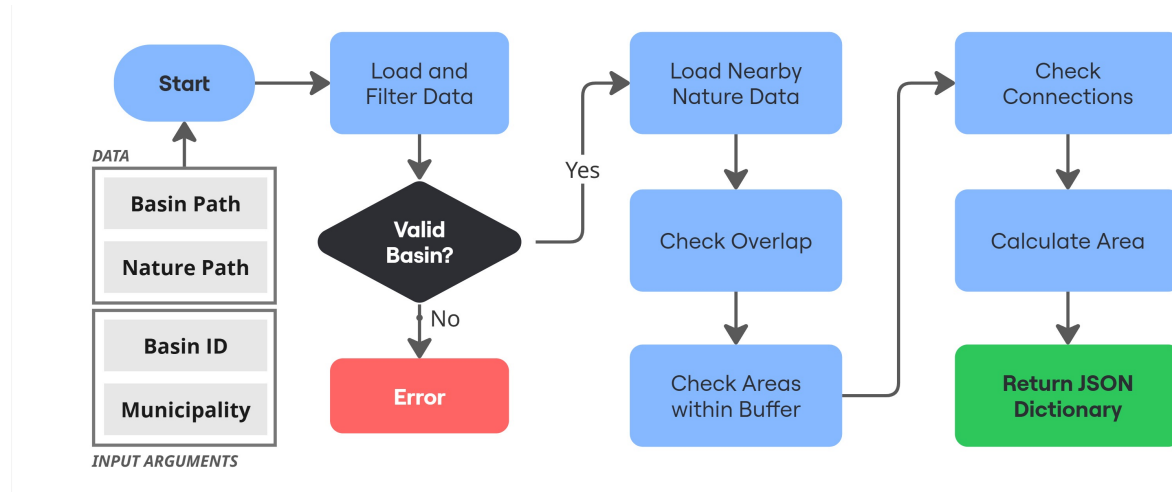 Start
DATA
Basin Path
Nature Path
Basin ID
Municipality
INPUT ARGUMENTS
Load and
Filter Data
Valid
Basin?
Yes
No
Error
Load Nearby
Nature Data
Check Overlap
Check Areas
within Buffer
Check
Connections
Calculate Area
Return JSON
Dictionary